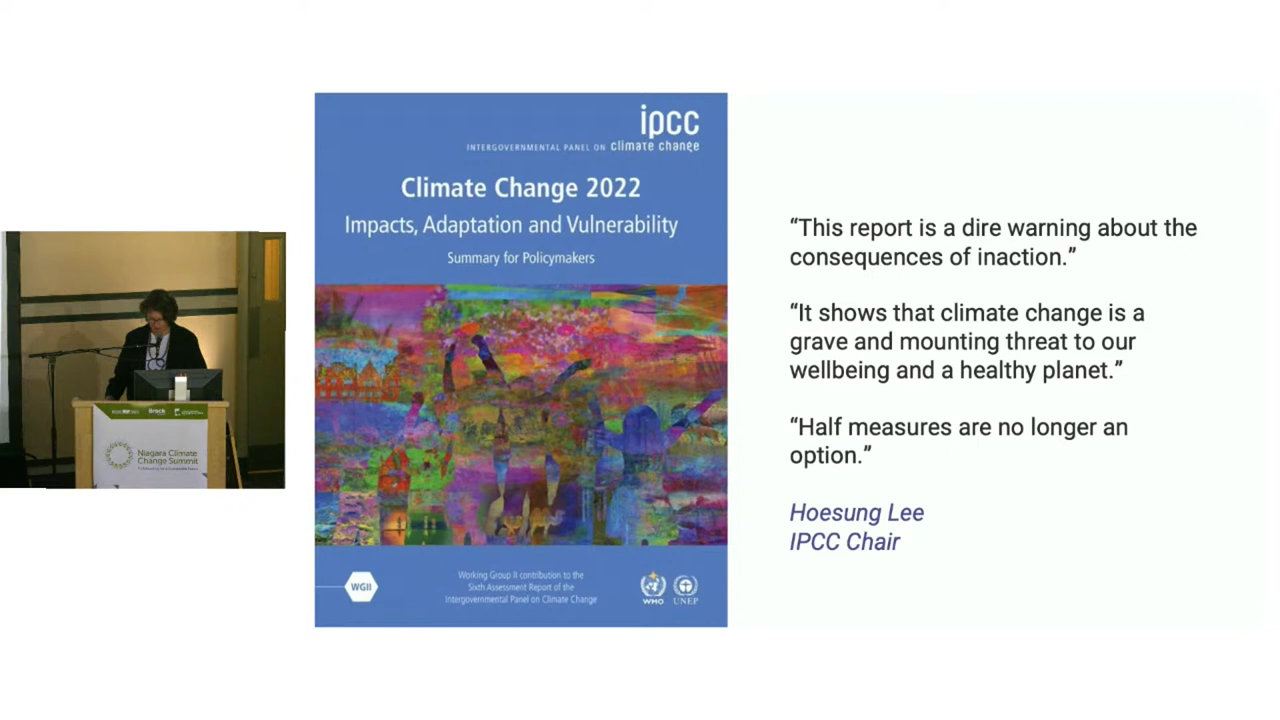 ipcc
INTERGOVERNMENTAL PANEL ON climate change
Climate Change 2022
Impacts, Adaptation and Vulnerability
Summary for Policymakers
WGII
Working Group II contribution to the
Sixth Assessment Report of the
Intergovernmental Panel on Climate Change
WMO
UNEP
“This report is a dire warning about the
consequences of inaction.”
“It shows that climate change is a
grave and mounting threat to our
wellbeing and a healthy planet.”
“Half measures are no longer an
option.”
Hoesung Lee
IPCC Chair
Brock
Niagara Climate
Change Summit